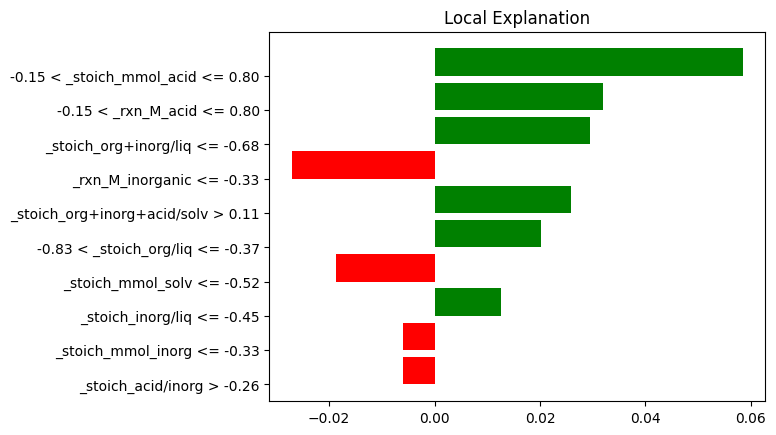 Local Explanation
-0.15 < _stoich_mmol_acid <= 0.80
-0.15 < _rxn_M_acid <= 0.80
_stoich_org+inorg/liq <= -0.68
_rxn_M_inorganic <= -0.33
_stoich_org+inorg+acid/solv > 0.11
-0.83 < _stoich_org/liq <= -0.37
_stoich_mmol_solv <= -0.52
_stoich_inorg/liq <= -0.45
_stoich_mmol_inorg <= -0.33
_stoich_acid/inorg > -0.26
−0.02 0.00 0.02 0.04 0.06